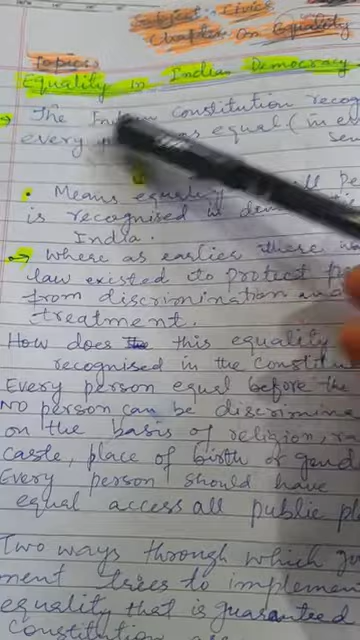 Subject: Civics
Chapter On Equality
Topics
Equality in Indian Democracy
The Indian Constitution recog
every as equal (in
Means equality
is recognised in
India.
Where as earlier there
law existed to protect
from discrimination and
treatment.
How does this equality
recognised in the Constitu
Every person equal before the
No person can be discrimina
on the basis of religion, ra
caste, place of birth or gend
Every person should have
equal access all public pl
Two ways through which go
ment tries to implemen
equality that is guaranteed
Constitution